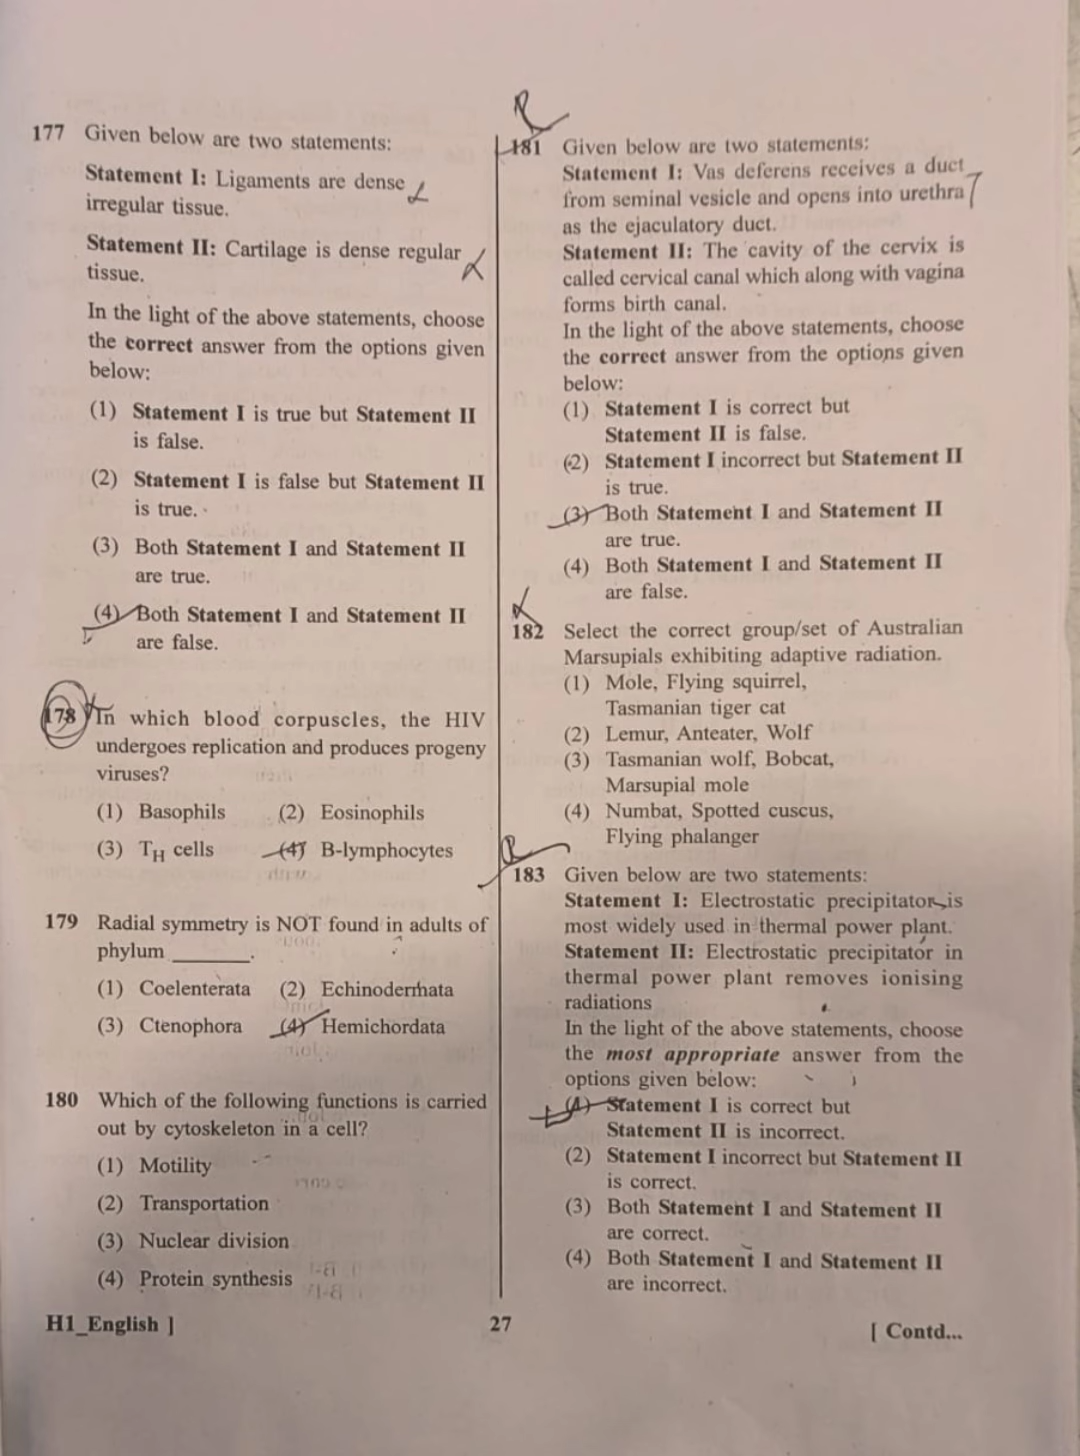 177 Given below are two statements:
Statement I: Ligaments are dense
irregular tissue.
Statement II: Cartilage is dense regular
tissue.
In the light of the above statements, choose
the correct answer from the options given
below:
(1) Statement I is true but Statement II
is false.
(2) Statement I is false but Statement II
is true.
(3) Both Statement I and Statement II
are true.
(4) Both Statement I and Statement II
are false.
178 In which blood corpuscles, the HIV
undergoes replication and produces progeny
viruses?
(1) Basophils (2) Eosinophils
(3) TH cells (4) B-lymphocytes
179 Radial symmetry is NOT found in adults of
phylum ______.
(1) Coelenterata (2) Echinodermata
(3) Ctenophora (4) Hemichordata
180 Which of the following functions is carried
out by cytoskeleton in a cell?
(1) Motility
(2) Transportation
(3) Nuclear division
(4) Protein synthesis
181 Given below are two statements:
Statement I: Vas deferens receives a duct
from seminal vesicle and opens into urethra
as the ejaculatory duct.
Statement II: The cavity of the cervix is
called cervical canal which along with vagina
forms birth canal.
In the light of the above statements, choose
the correct answer from the options given
below:
(1) Statement I is correct but
Statement II is false.
(2) Statement I incorrect but Statement II
is true.
(3) Both Statement I and Statement II
are true.
(4) Both Statement I and Statement II
are false.
182 Select the correct group/set of Australian
Marsupials exhibiting adaptive radiation.
(1) Mole, Flying squirrel,
Tasmanian tiger cat
(2) Lemur, Anteater, Wolf
(3) Tasmanian wolf, Bobcat,
Marsupial mole
(4) Numbat, Spotted cuscus,
Flying phalanger
183 Given below are two statements:
Statement I: Electrostatic precipitator is
most widely used in thermal power plant.
Statement II: Electrostatic precipitator in
thermal power plant removes ionising
radiations
In the light of the above statements, choose
the most appropriate answer from the
options given below:
(1) Statement I is correct but
Statement II is incorrect.
(2) Statement I incorrect but Statement II
is correct.
(3) Both Statement I and Statement II
are correct.
(4) Both Statement I and Statement II
are incorrect.
H1_English ] 27 [ Contd...